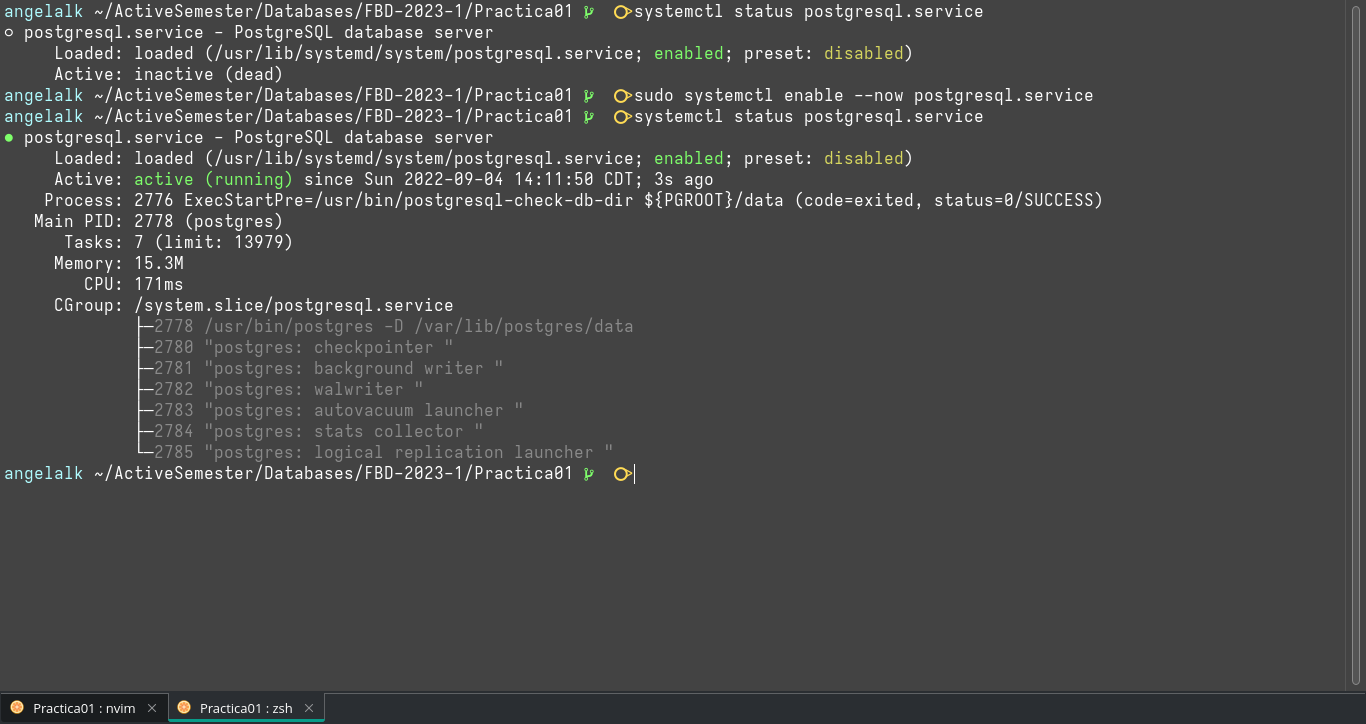 angelalk ~/ActiveSemester/Databases/FBD-2023-1/Practica01 systemctl status postgresql.service
○ postgresql.service - PostgreSQL database server
     Loaded: loaded (/usr/lib/systemd/system/postgresql.service; enabled; preset: disabled)
     Active: inactive (dead)
angelalk ~/ActiveSemester/Databases/FBD-2023-1/Practica01 sudo systemctl enable --now postgresql.service
angelalk ~/ActiveSemester/Databases/FBD-2023-1/Practica01 systemctl status postgresql.service
● postgresql.service - PostgreSQL database server
     Loaded: loaded (/usr/lib/systemd/system/postgresql.service; enabled; preset: disabled)
     Active: active (running) since Sun 2022-09-04 14:11:50 CDT; 3s ago
    Process: 2776 ExecStartPre=/usr/bin/postgresql-check-db-dir ${PGROOT}/data (code=exited, status=0/SUCCESS)
   Main PID: 2778 (postgres)
      Tasks: 7 (limit: 13979)
     Memory: 15.3M
        CPU: 171ms
     CGroup: /system.slice/postgresql.service
             ├─2778 /usr/bin/postgres -D /var/lib/postgres/data
             ├─2780 "postgres: checkpointer "
             ├─2781 "postgres: background writer "
             ├─2782 "postgres: walwriter "
             ├─2783 "postgres: autovacuum launcher "
             ├─2784 "postgres: stats collector "
             └─2785 "postgres: logical replication launcher "
angelalk ~/ActiveSemester/Databases/FBD-2023-1/Practica01
Practica01 : nvim
Practica01 : zsh